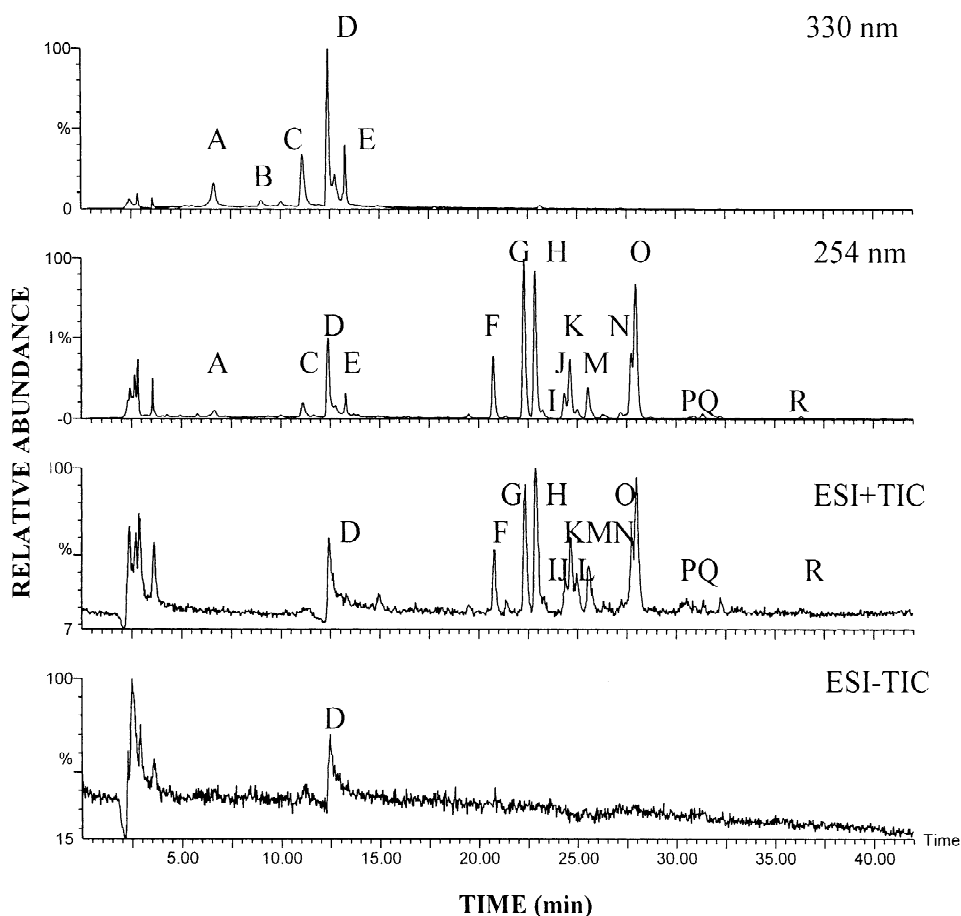 D
330 nm
100
A
C
E
%
B
0
G
H
O
254 nm
100
F
K
N
D
%
A
C
E
J
M
I
PQ
R
-0
100
G
H
O
ESI+TIC
F
D
KMN
%
IJ
L
PQ
R
7
ESI-TIC
100
D
%
15
Time
5.00 10.00 15.00 20.00 25.00 30.00 35.00 40.00
TIME (min)
RELATIVE ABUNDANCE